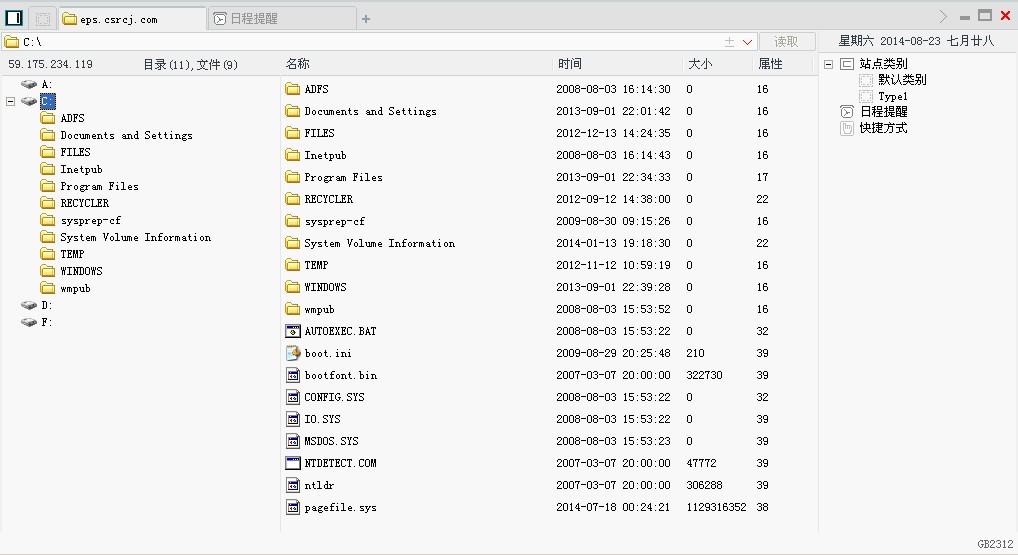 eps.csrcj.com 日程提醒 +
C:\ 读取 星期六 2014-08-23 七月廿八
59.175.234.119 目录(11),文件(9) 名称 时间 大小 属性
A:
C:
ADFS
Documents and Settings
FILES
Inetpub
Program Files
RECYCLER
sysprep-cf
System Volume Information
TEMP
WINDOWS
wmpub
D:
F:
ADFS 2008-08-03 16:14:30 0 16
Documents and Settings 2013-09-01 22:01:42 0 16
FILES 2012-12-13 14:24:35 0 16
Inetpub 2008-08-03 16:14:43 0 16
Program Files 2013-09-01 22:34:33 0 17
RECYCLER 2012-09-12 14:38:00 0 22
sysprep-cf 2009-08-30 09:15:26 0 16
System Volume Information 2014-01-13 19:18:30 0 22
TEMP 2012-11-12 10:59:19 0 16
WINDOWS 2013-09-01 22:39:28 0 16
wmpub 2008-08-03 15:53:52 0 16
AUTOEXEC.BAT 2008-08-03 15:53:22 0 32
boot.ini 2009-08-29 20:25:48 210 39
bootfont.bin 2007-03-07 20:00:00 322730 39
CONFIG.SYS 2008-08-03 15:53:22 0 32
IO.SYS 2008-08-03 15:53:22 0 39
MSDOS.SYS 2008-08-03 15:53:23 0 39
NTDETECT.COM 2007-03-07 20:00:00 47772 39
ntldr 2007-03-07 20:00:00 306288 39
pagefile.sys 2014-07-18 00:24:21 1129316352 38
站点类别
默认类别
Type1
日程提醒
快捷方式
GB2312